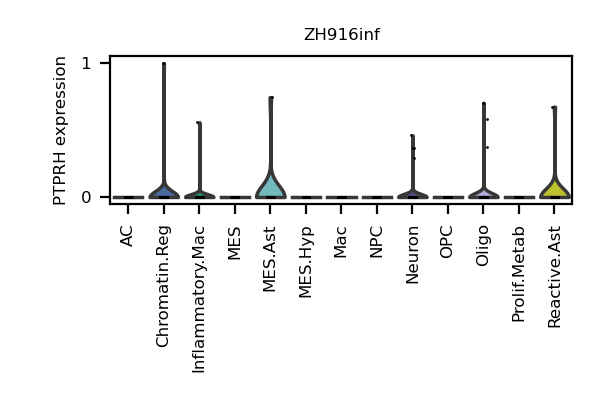 ZH916inf
PTPRH expression
1
0
AC
Chromatin.Reg
Inflammatory.Mac
MES
MES.Ast
MES.Hyp
Mac
NPC
Neuron
OPC
Oligo
Prolif.Metab
Reactive.Ast